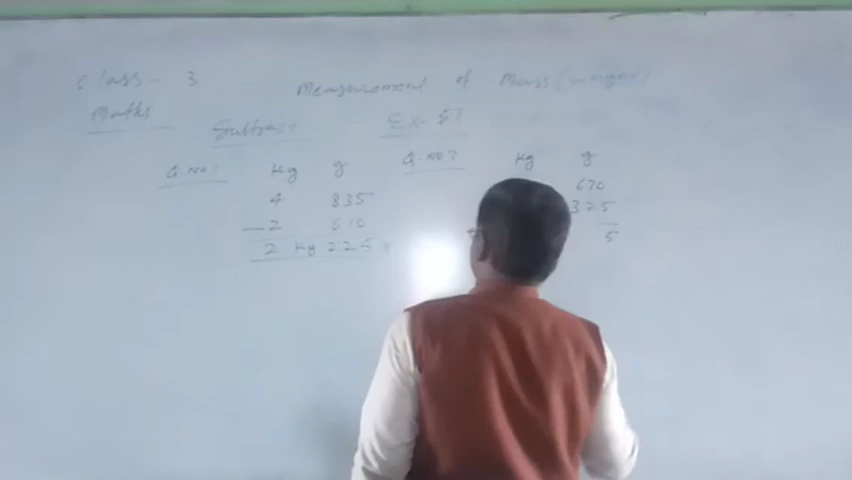 Class - 3
Measurement of Mass (weight)
Maths
Subtract Ex-
Q.No 1 Kg g
4 835
- 2 610
2 Kg 225
Q.No 2 Kg g
670
325
5